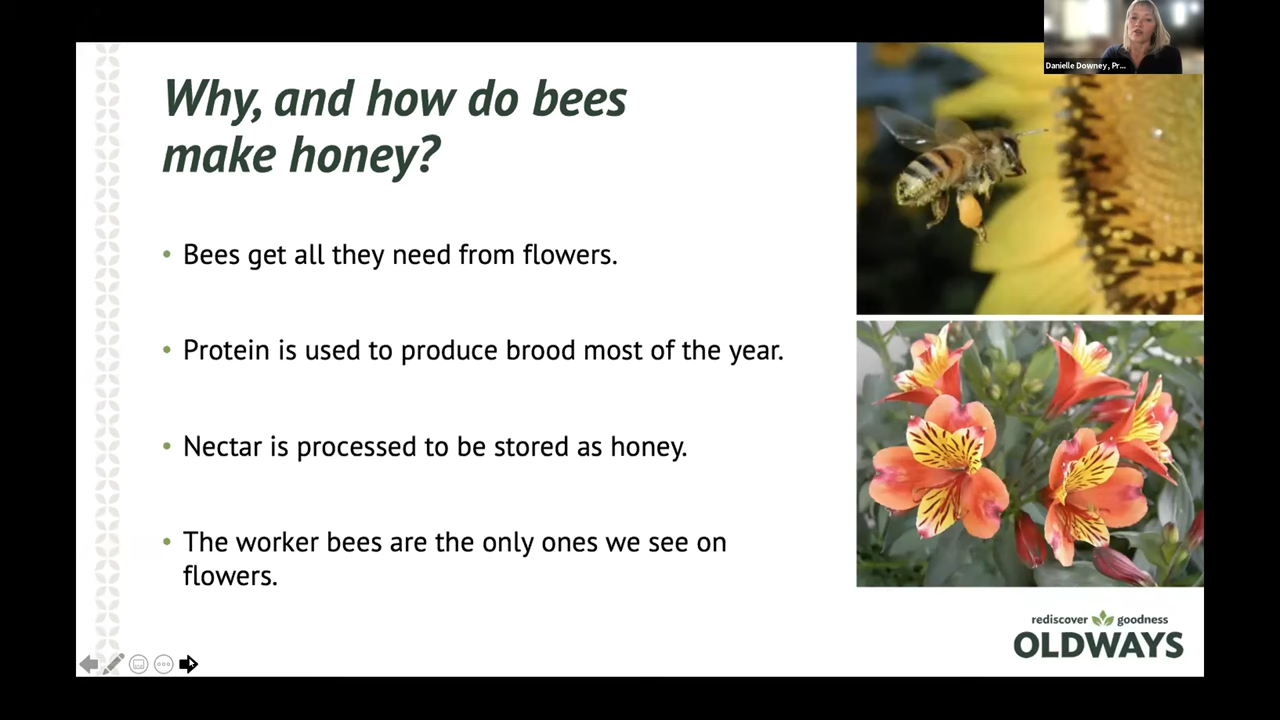 Danielle Downey, Pr...
Why, and how do bees
make honey?
• Bees get all they need from flowers.
• Protein is used to produce brood most of the year.
• Nectar is processed to be stored as honey.
• The worker bees are the only ones we see on
flowers.
rediscover goodness
OLDWAYS